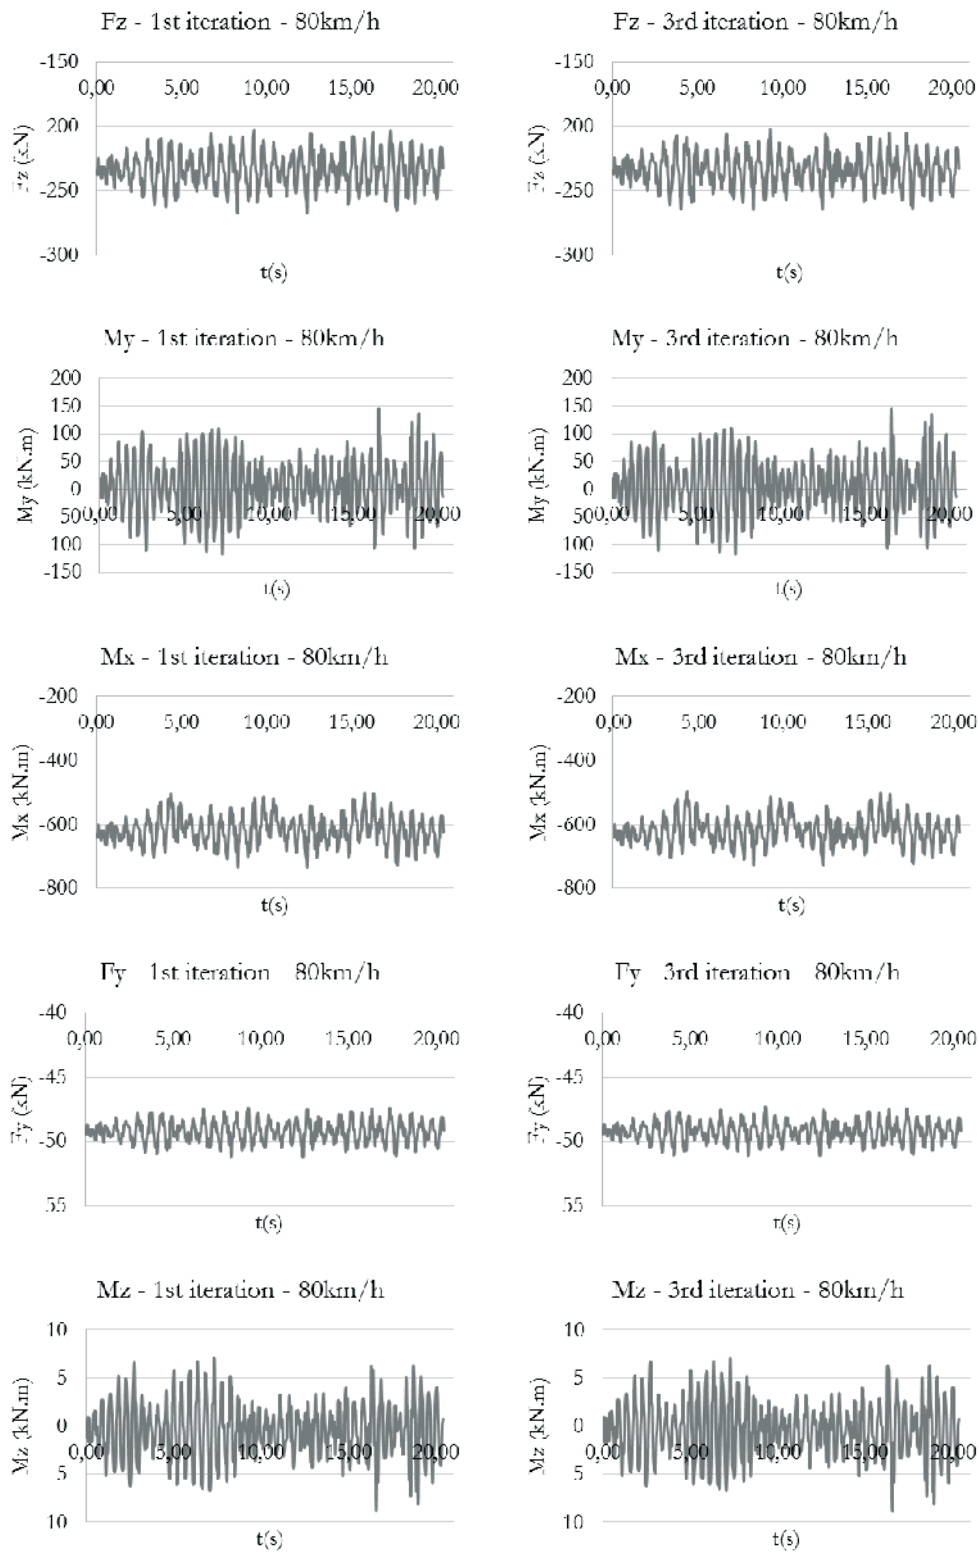 Fz - 1st iteration - 80km/h
Fz - 3rd iteration - 80km/h
-150
0,00 5,00 10,00 15,00 20,00
200
-250
-300
Fz (kN)
t(s)
-150
0,00 5,00 10,00 15,00 20,00
200
-250
-300
Fz (kN)
t(s)
My - 1st iteration - 80km/h
My - 3rd iteration - 80km/h
200
150
100
50
0
50
100
-150
0,00 5,00 10,00 15,00 20,00
My (kN.m)
t(s)
200
150
100
50
0
50
100
-150
0,00 5,00 10,00 15,00 20,00
My (kN.m)
t(s)
Mx - 1st iteration - 80km/h
Mx - 3rd iteration - 80km/h
-200
0,00 5,00 10,00 15,00 20,00
-400
-600
-800
Mx (kN.m)
t(s)
-200
0,00 5,00 10,00 15,00 20,00
-400
-600
-800
Mx (kN.m)
t(s)
Fy 1st iteration 80km/h
Fy 3rd iteration 80km/h
-40
0,00 5,00 10,00 15,00 20,00
-45
-50
55
Fy (kN)
t(s)
-40
0,00 5,00 10,00 15,00 20,00
-45
-50
55
Fy (kN)
t(s)
Mz - 1st iteration - 80km/h
Mz - 3rd iteration - 80km/h
10
5
0
0,00 5,00 10,00 15,00 20,00
5
10
Mz (kN.m)
t(s)
10
5
0
0,00 5,00 10,00 15,00 20,00
5
10
Mz (kN.m)
t(s)